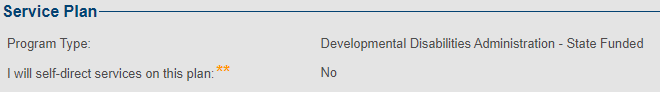 Service Plan
Program Type: Developmental Disabilities Administration - State Funded
I will self-direct services on this plan:** No